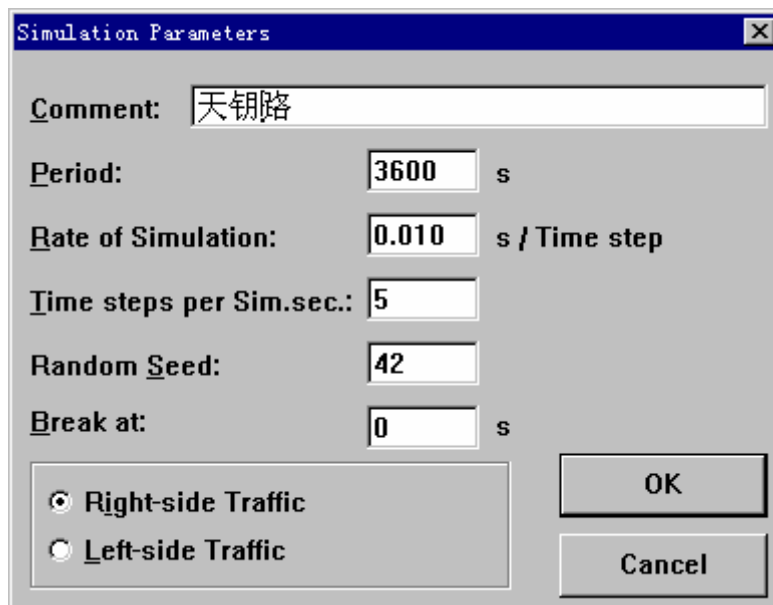 Simulation Parameters
Comment: 天钥路
Period: 3600 s
Rate of Simulation: 0.010 s / Time step
Time steps per Sim.sec.: 5
Random Seed: 42
Break at: 0 s
Right-side Traffic
Left-side Traffic
OK
Cancel